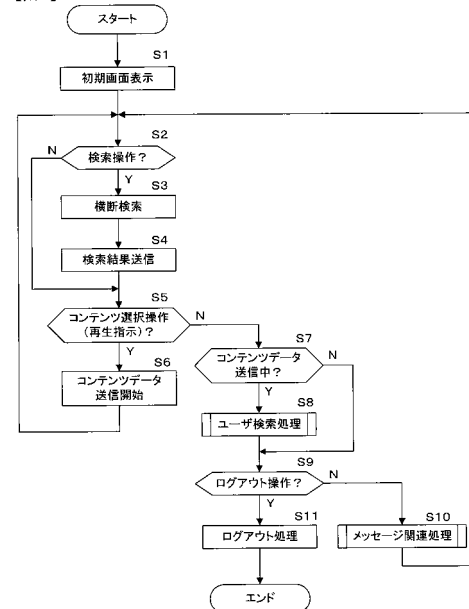 スタート
S1
初期画面表示
S2
N
検索操作?
Y
S3
横断検索
S4
検索結果送信
S5
コンテンツ選択操作
(再生指示)?
N
Y
S6
コンテンツデータ
送信開始
S7
コンテンツデータ
送信中?
N
Y
S8
ユーザ検索処理
S9
ログアウト操作?
N
Y
S11
ログアウト処理
S10
メッセージ関連処理
エンド